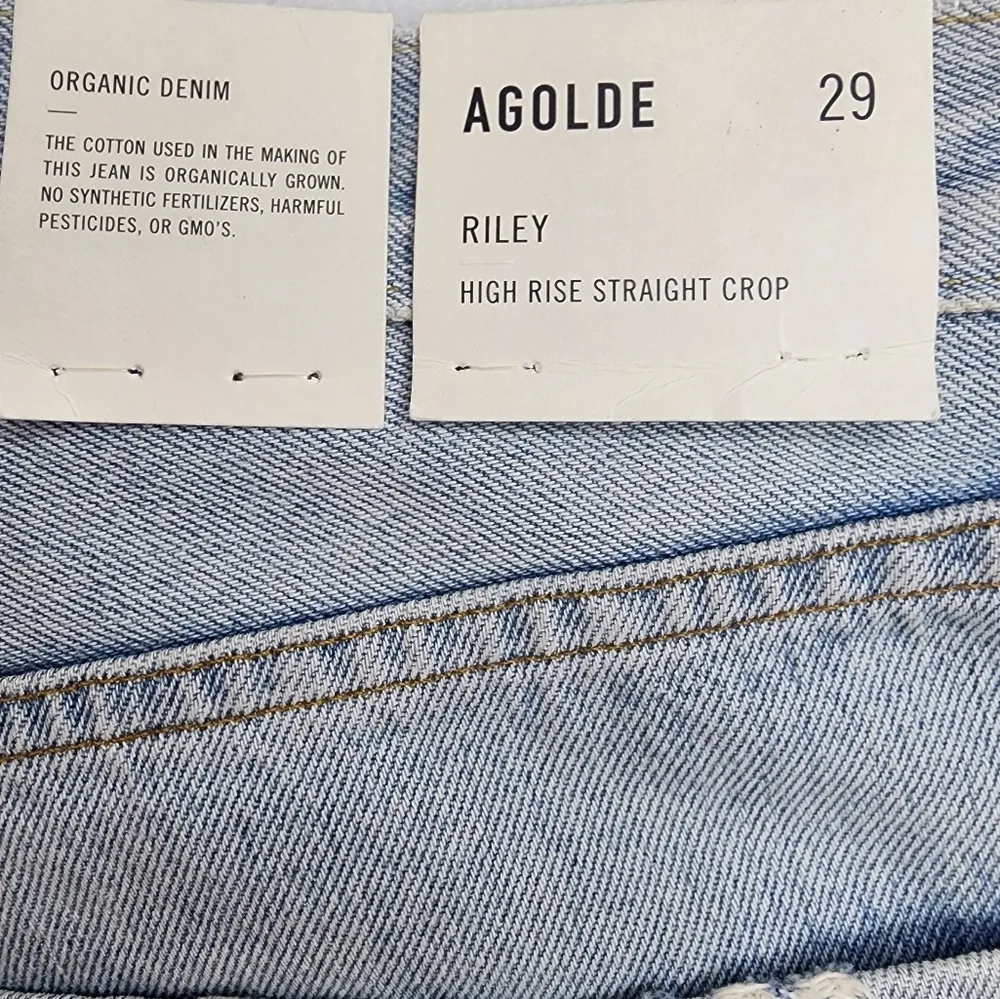 ORGANIC DENIM
THE COTTON USED IN THE MAKING OF
THIS JEAN IS ORGANICALLY GROWN.
NO SYNTHETIC FERTILIZERS, HARMFUL
PESTICIDES, OR GMO'S.
AGOLDE 29
RILEY
HIGH RISE STRAIGHT CROP